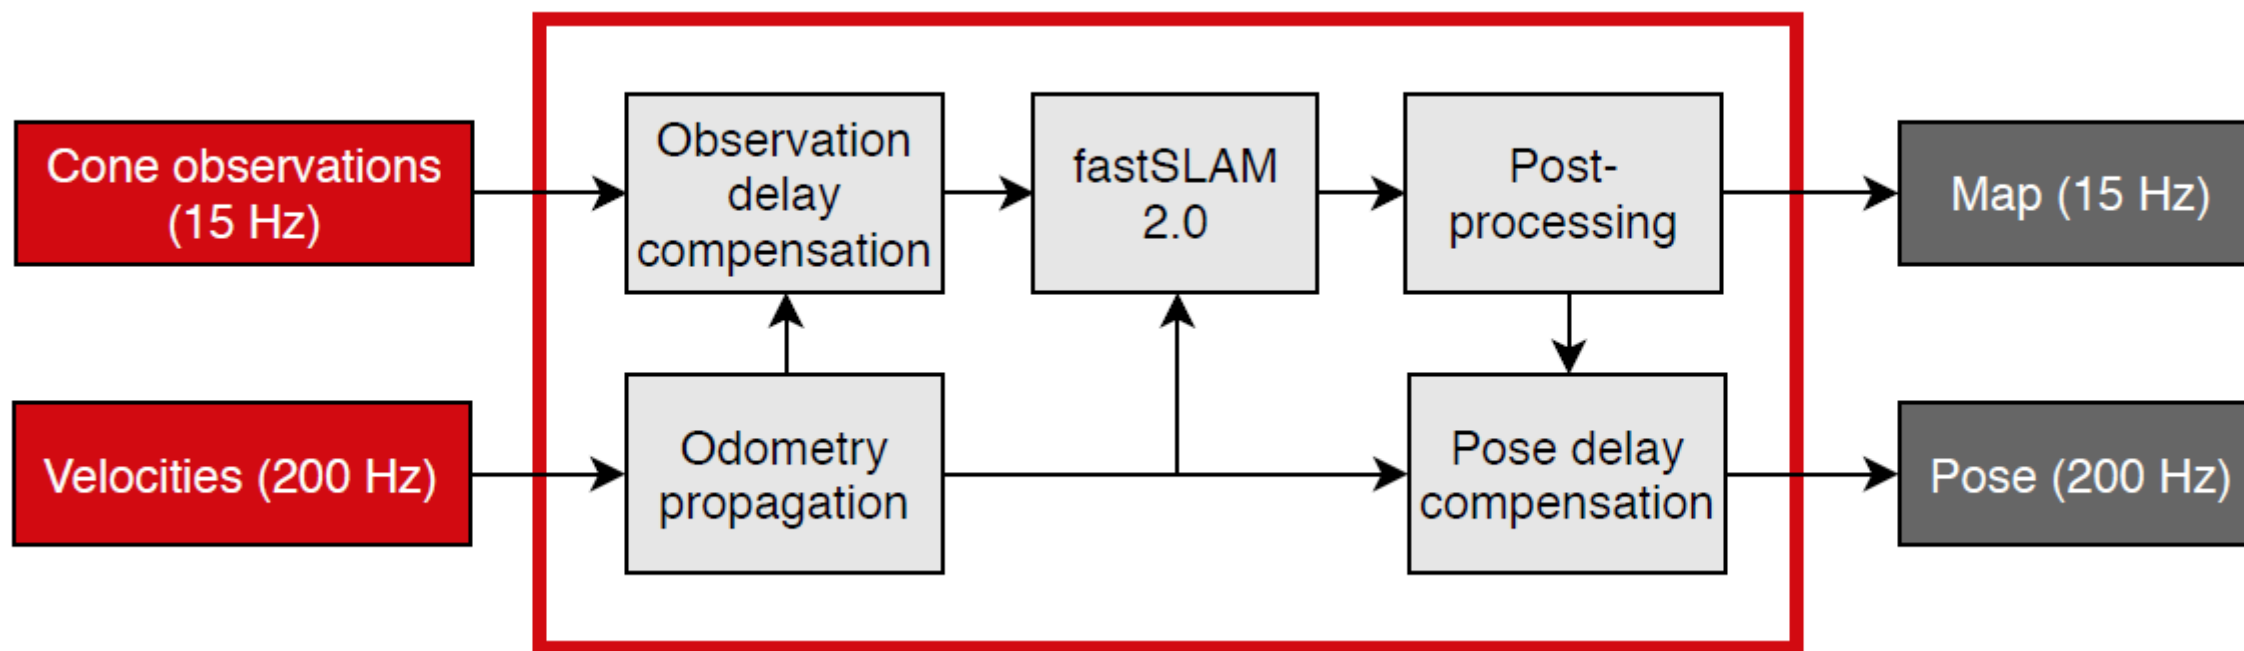 Cone observations
(15 Hz)
Observation
delay
compensation
fastSLAM
2.0
Post-
processing
Map (15 Hz)
Velocities (200 Hz)
Odometry
propagation
Pose delay
compensation
Pose (200 Hz)